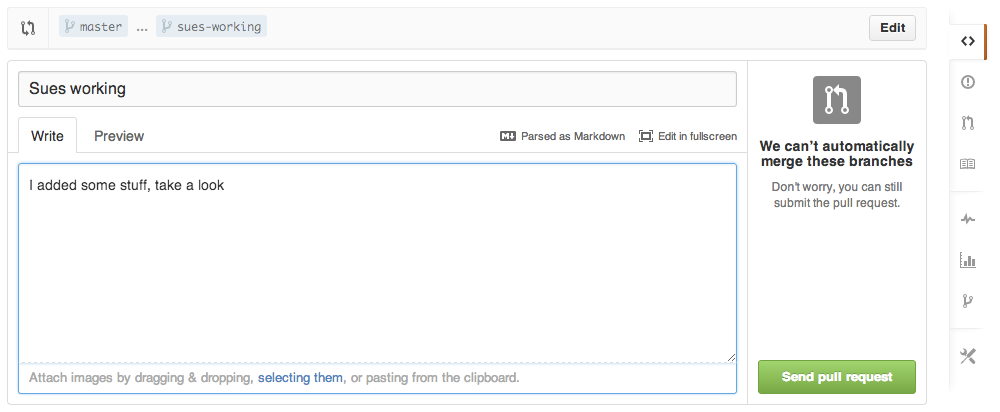 master ... sues-working
Edit
Sues working
Write Preview
Parsed as Markdown Edit in fullscreen
I added some stuff, take a look
Attach images by dragging & dropping, selecting them, or pasting from the clipboard.
We can't automatically
merge these branches
Don't worry, you can still
submit the pull request.
Send pull request